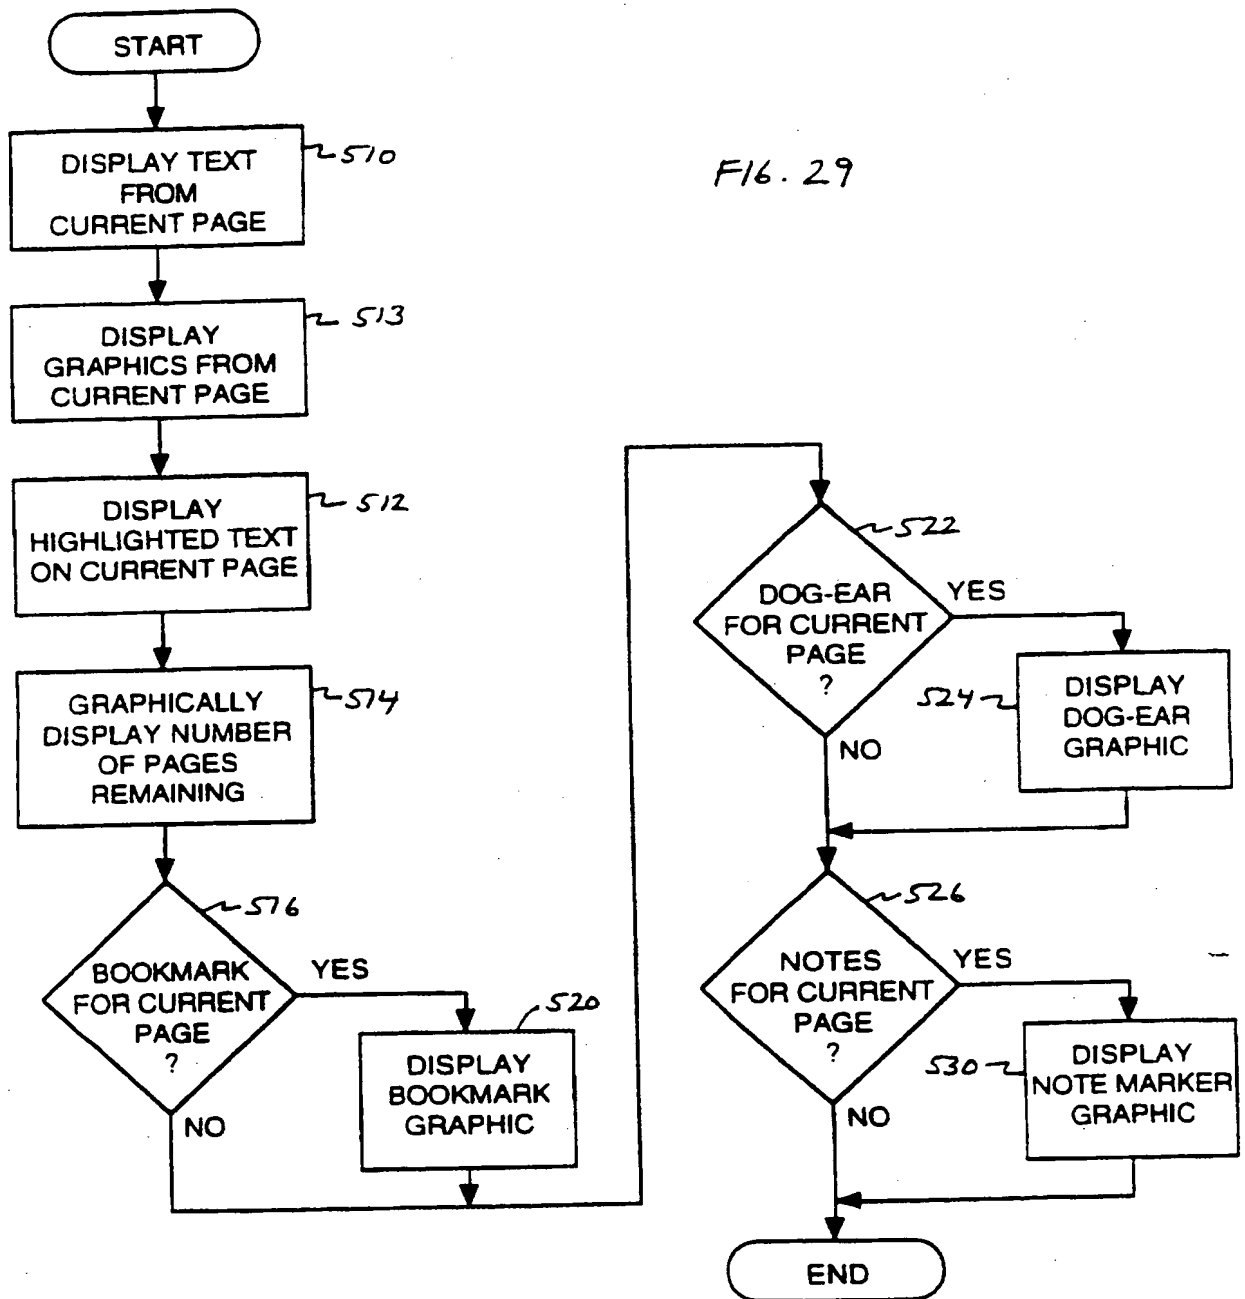 START
DISPLAY TEXT
FROM
CURRENT PAGE
510
FIG. 29
DISPLAY
GRAPHICS FROM
CURRENT PAGE
513
DISPLAY
HIGHLIGHTED TEXT
ON CURRENT PAGE
512
GRAPHICALLY
DISPLAY NUMBER
OF PAGES
REMAINING
514
516
BOOKMARK
FOR CURRENT
PAGE
?
YES
NO
520
DISPLAY
BOOKMARK
GRAPHIC
522
DOG-EAR
FOR CURRENT
PAGE
?
YES
NO
524
DISPLAY
DOG-EAR
GRAPHIC
526
NOTES
FOR CURRENT
PAGE
?
YES
NO
530
DISPLAY
NOTE MARKER
GRAPHIC
END